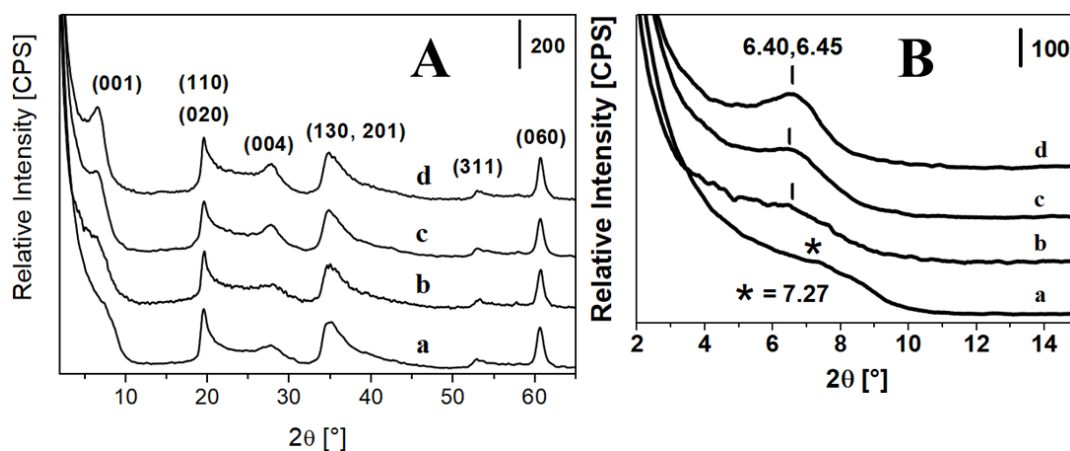 A
200
(001)
(110)
(020)
(004)
(130, 201)
(311)
(060)
d
c
b
a
Relative Intensity [CPS]
10 20 30 40 50 60
2θ [°]
B
100
6.40,6.45
d
c
b
a
*
* = 7.27
Relative Intensity [CPS]
2 4 6 8 10 12 14
2θ [°]